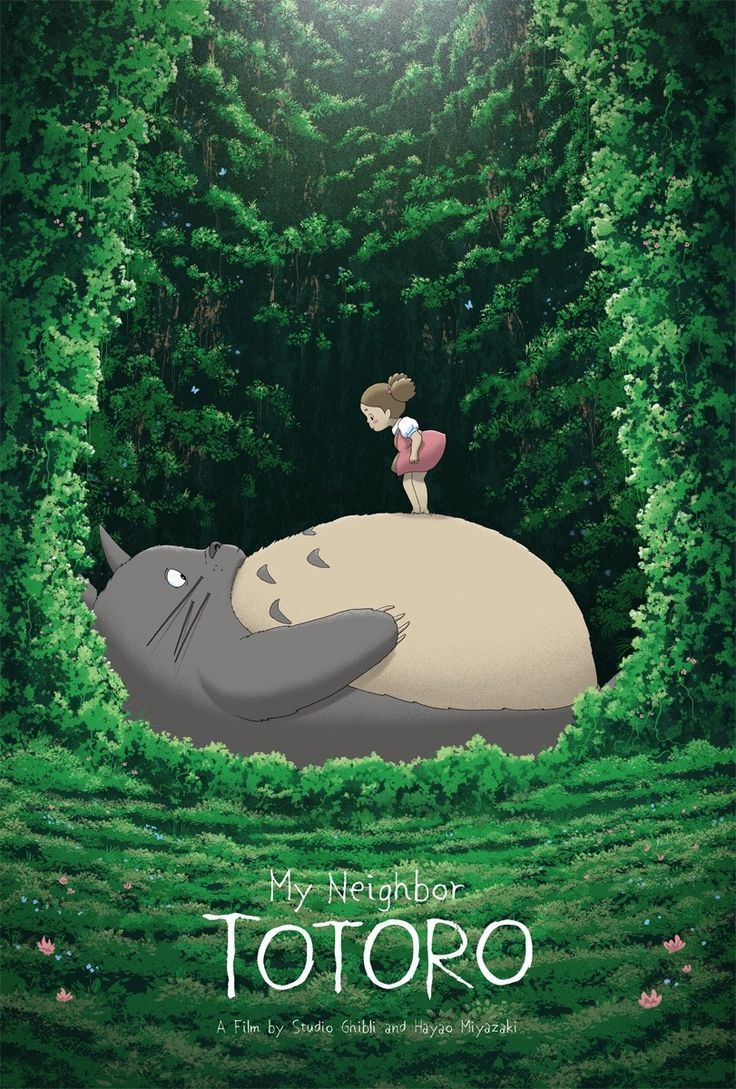 My Neighbor
TOTORO
A Film by Studio Ghibli and Hayao Miyazaki